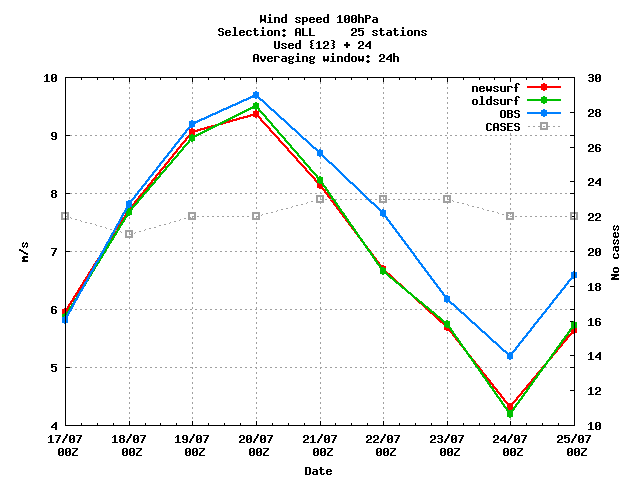 Wind speed 100hPa
Selection: ALL 25 stations
Used {12} + 24
Averaging window: 24h
10 30
newsurf
oldsurf
OBS
CASES
28
9
26
8 24
22
7 20
18
6
16
5 14
12
4 10
m/s
No cases
17/07 18/07 19/07 20/07 21/07 22/07 23/07 24/07 25/07
00Z 00Z 00Z 00Z 00Z 00Z 00Z 00Z 00Z
Date